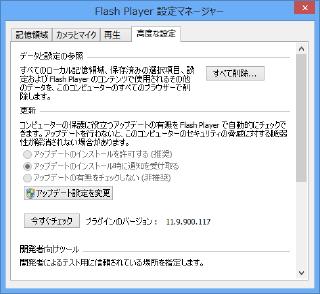 Flash Player 設定マネージャー
記憶領域 カメラとマイク 再生 高度な設定
データと設定の参照
すべてのローカル記憶領域、保存済みの選択項目、設
定および Flash Player のコンテンツで使用されるその他
のデータを、このコンピューターのすべてのブラウザーで削
除します。
すべて削除...
更新
コンピューターの保護に役立つアップデートの有無を Flash Player で自動的にチェックで
きます。アップデートを行わないと、このコンピューターのセキュリティの脅威に対する脆弱
性が解消されない場合があります。
アップデートのインストールを許可する (推奨)
アップデートのインストール時に通知を受け取る
アップデートの有無をチェックしない (非推奨)
アップデート設定を変更
今すぐチェック プラグインのバージョン： 11.9.900.117
開発者向けツール
開発者によるテスト用に信頼されている場所を指定します。